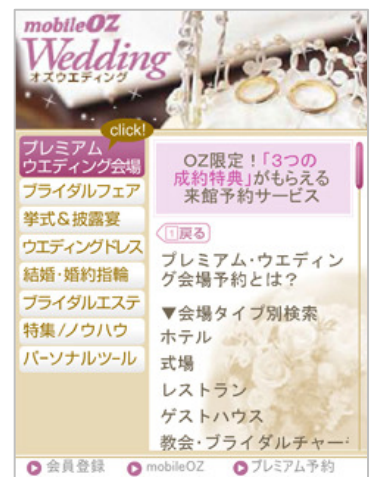 mobileOZ
Wedding
オズウエディング
click!
プレミアム
ウエディング会場
ブライダルフェア
挙式&披露宴
ウエディングドレス
結婚・婚約指輪
ブライダルエステ
特集/ノウハウ
パーソナルツール
OZ限定!「3つの
成約特典」がもらえる
来館予約サービス
1戻る
プレミアム・ウエディン
グ会場予約とは?
▼会場タイプ別検索
ホテル
式場
レストラン
ゲストハウス
教会・ブライダルチャー
会員登録 mobileOZ プレミアム予約